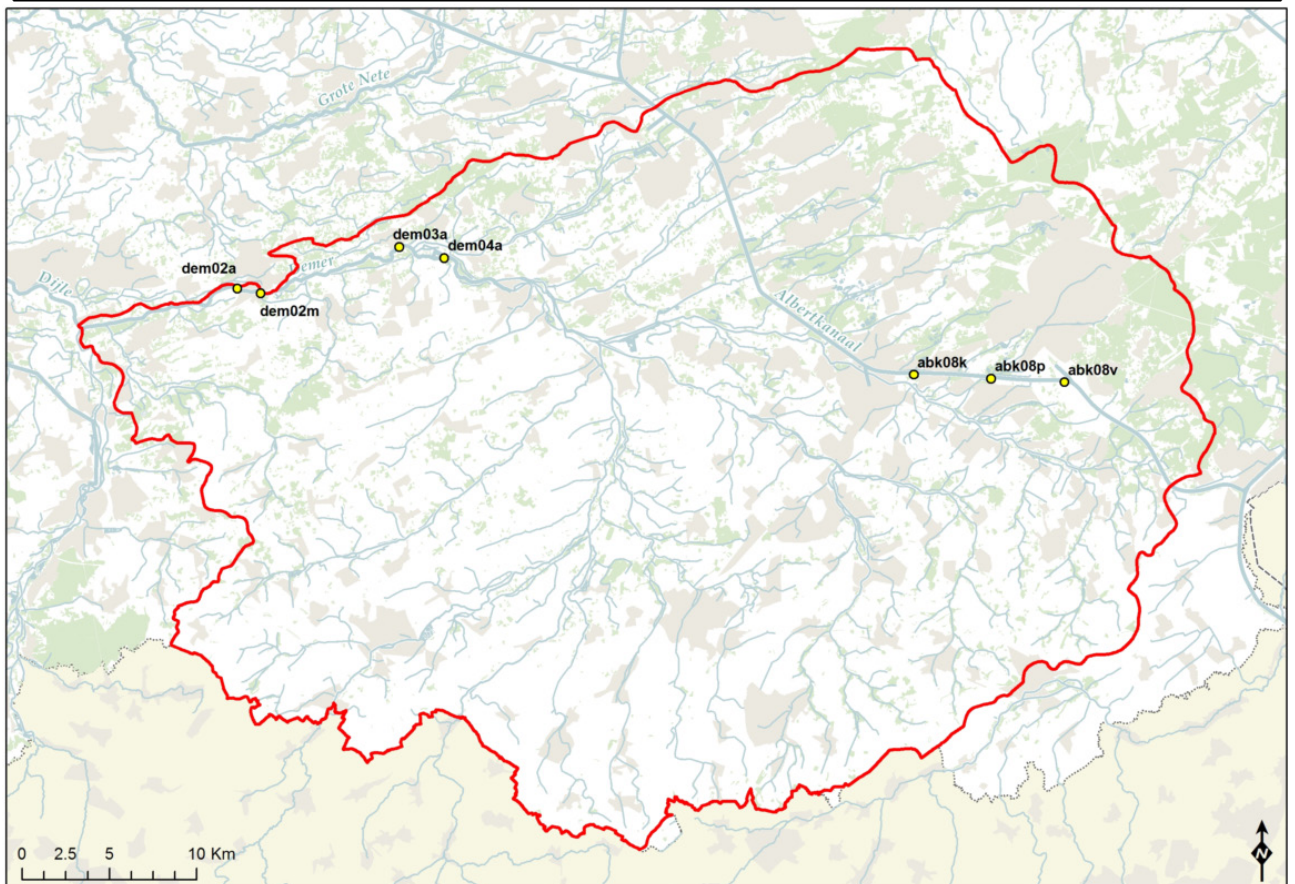 Grote Nete
dem03a
dem04a
Demer
dem02a
Dijle
dem02m
Albertkanaal
abk08k
abk08p
abk08v
0 2.5 5 10 Km
N